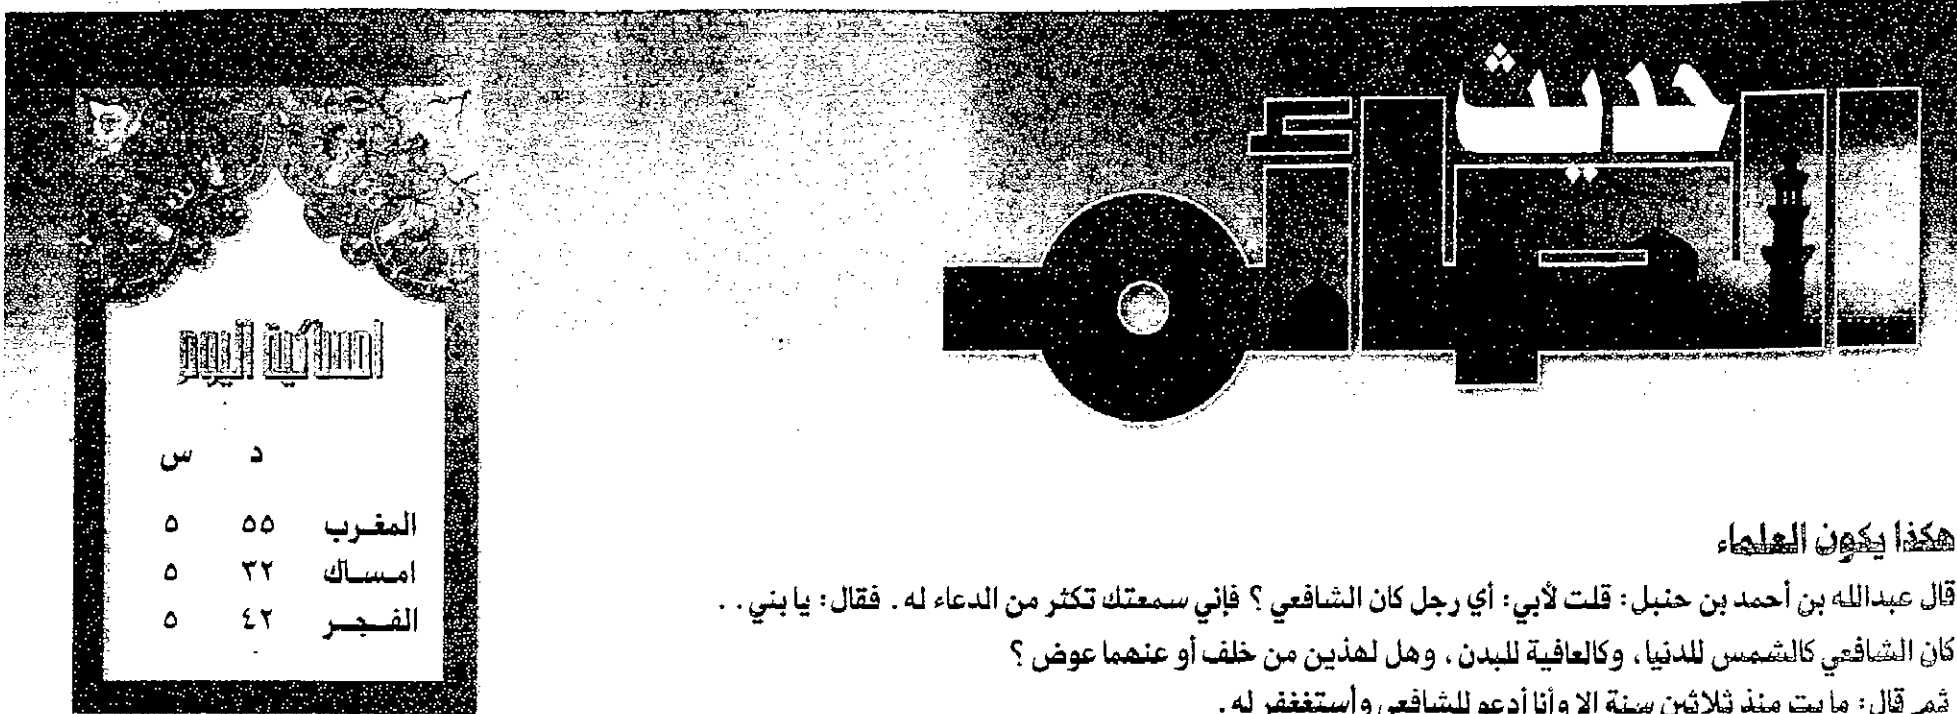 حديث
الصائم
هكذا يكون العلماء
قال عبدالله بن أحمد بن حنبل: قلت لأبي: أي رجل كان الشافعي ؟ فإني سمعتك تكثر من الدعاء له. فقال: يا بني . .
كان الشافعي كالشمس للدنيا، وكالعافية للبدن، وهل لهذين من خلف أو عنهما عوض ؟
ثم قال: ما بت منذ ثلاثين سنة إلا وأنا أدعو للشافعي وأستغفر له.
امساكية اليوم
د س
المغرب ٥٥ ٥
امساك ٣٢ ٥
الفجر ٤٢ ٥